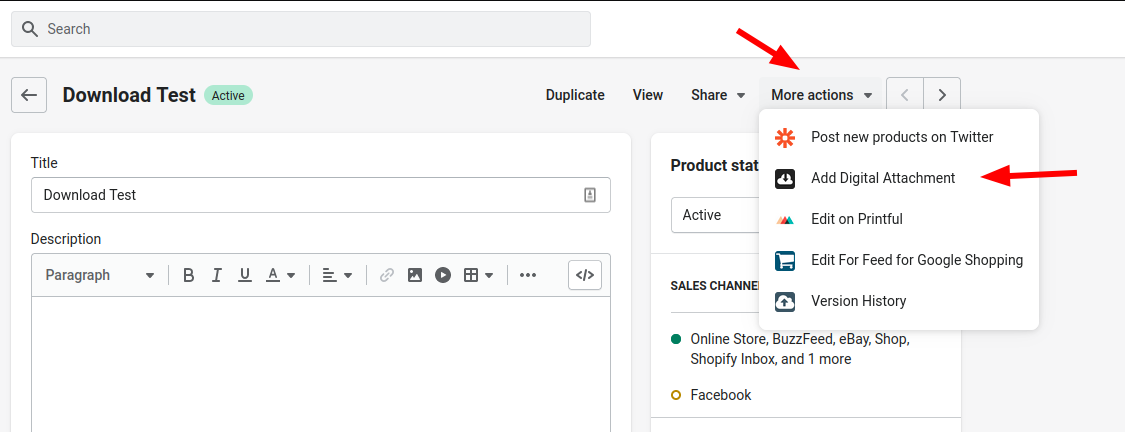 Search
Download Test Active Duplicate View Share More actions
Title
Download Test
Description
Paragraph B I U A </>
Product stat
Active
SALES CHANNE
Online Store, BuzzFeed, eBay, Shop,
Shopify Inbox, and 1 more
Facebook
Post new products on Twitter
Add Digital Attachment
Edit on Printful
Edit For Feed for Google Shopping
Version History